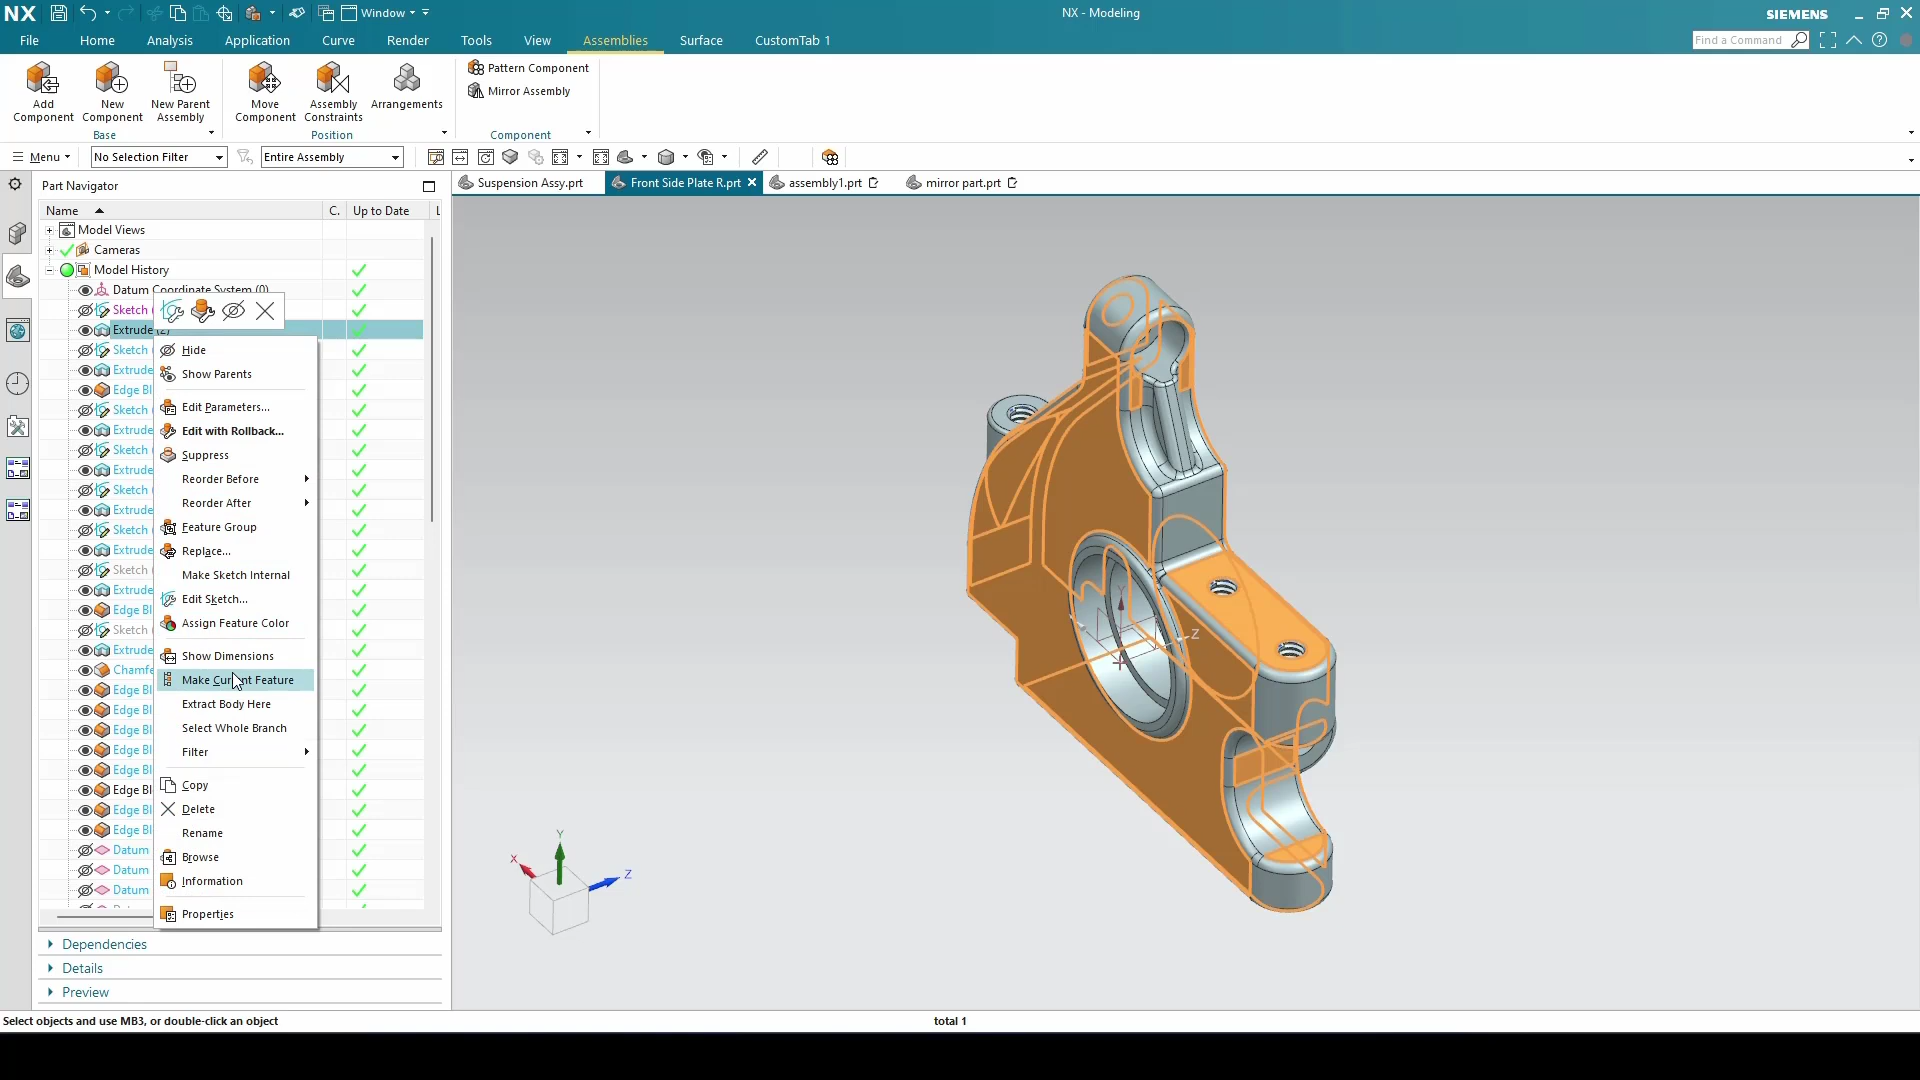 NX
Window
NX - Modeling
SIEMENS
File
Home
Analysis
Application
Curve
Render
Tools
View
Assemblies
Surface
CustomTab 1
Find a Command
Add Component
New Component
New Parent Assembly
Base
Move Component
Assembly Constraints
Arrangements
Position
Pattern Component
Mirror Assembly
Component
Menu
No Selection Filter
Entire Assembly
Part Navigator
Suspension Assy.prt
Front Side Plate R.prt
assembly1.prt
mirror part.prt
Name
C.
Up to Date
L
Model Views
Cameras
Model History
Datum Coordinate System (0)
Sketch (
Extrude (2)
Sketch (
Extrude
Edge Bl
Sketch (
Extrude
Sketch (
Extrude
Sketch (
Extrude
Sketch (
Extrude
Sketch (
Extrude
Edge Bl
Sketch (
Extrude
Chamfe
Edge Bl
Edge Bl
Edge Bl
Edge Bl
Edge Bl
Edge Bl
Edge Bl
Edge Bl
Datum
Datum
Datum
Hide
Show Parents
Edit Parameters...
Edit with Rollback...
Suppress
Reorder Before
Reorder After
Feature Group
Replace...
Make Sketch Internal
Edit Sketch...
Assign Feature Color
Show Dimensions
Make Current Feature
Extract Body Here
Select Whole Branch
Filter
Copy
Delete
Rename
Browse
Information
Properties
Dependencies
Details
Preview
Y
Z
Y
X
Z
Select objects and use MB3, or double-click an object
total 1